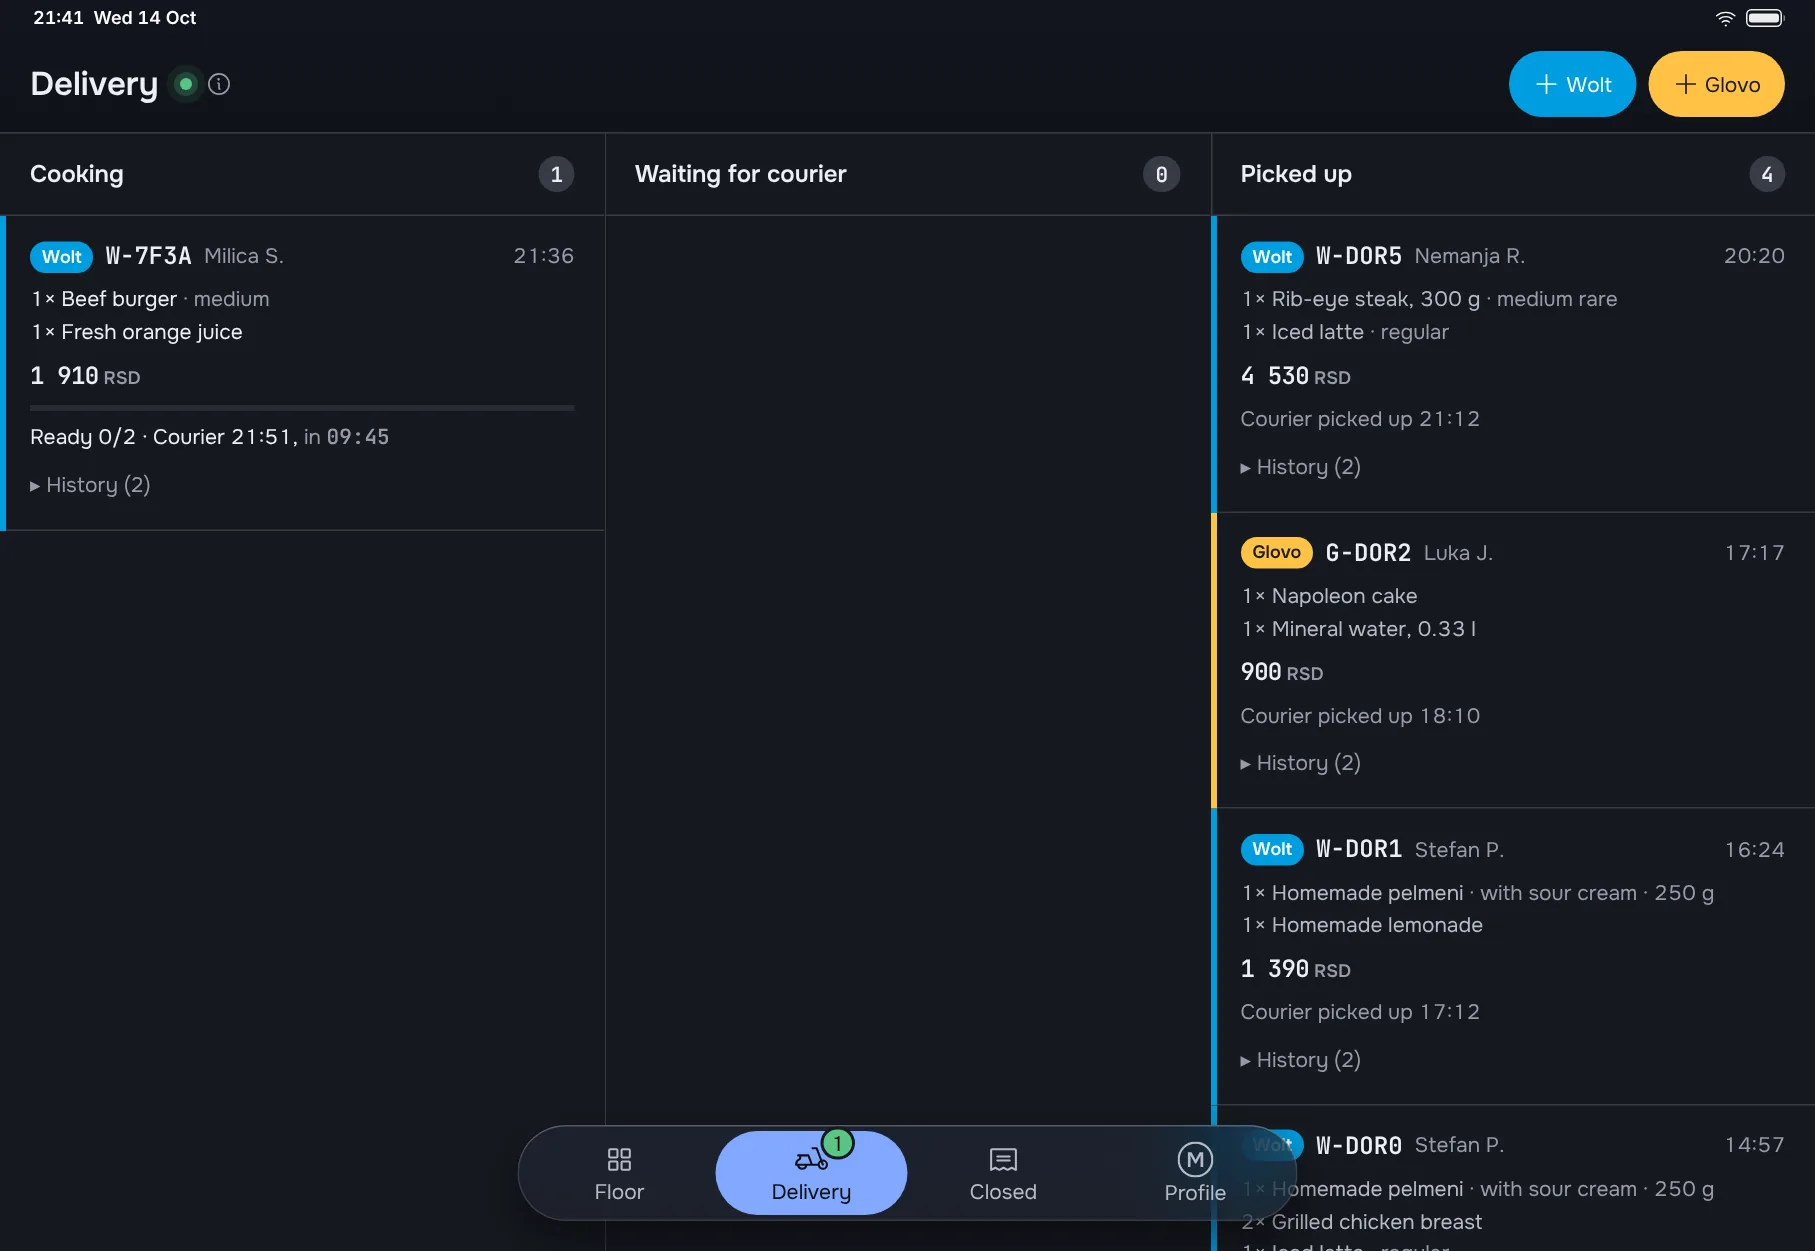 21:41 Wed 14 Oct
Delivery
+ Wolt
+ Glovo
Cooking 1
Wolt W-7F3A Milica S. 21:36
1× Beef burger · medium
1× Fresh orange juice
1 910 RSD
Ready 0/2 · Courier 21:51, in 09:45
▸ History (2)
Waiting for courier 0
Picked up 4
Wolt W-DOR5 Nemanja R. 20:20
1× Rib-eye steak, 300 g · medium rare
1× Iced latte · regular
4 530 RSD
Courier picked up 21:12
▸ History (2)
Glovo G-DOR2 Luka J. 17:17
1× Napoleon cake
1× Mineral water, 0.33 l
900 RSD
Courier picked up 18:10
▸ History (2)
Wolt W-DOR1 Stefan P. 16:24
1× Homemade pelmeni · with sour cream · 250 g
1× Homemade lemonade
1 390 RSD
Courier picked up 17:12
▸ History (2)
Wolt W-DOR0 Stefan P. 14:57
1× Homemade pelmeni · with sour cream · 250 g
2× Grilled chicken breast
1× Iced latte · regular
Floor
1
Delivery
Closed
M
Profile